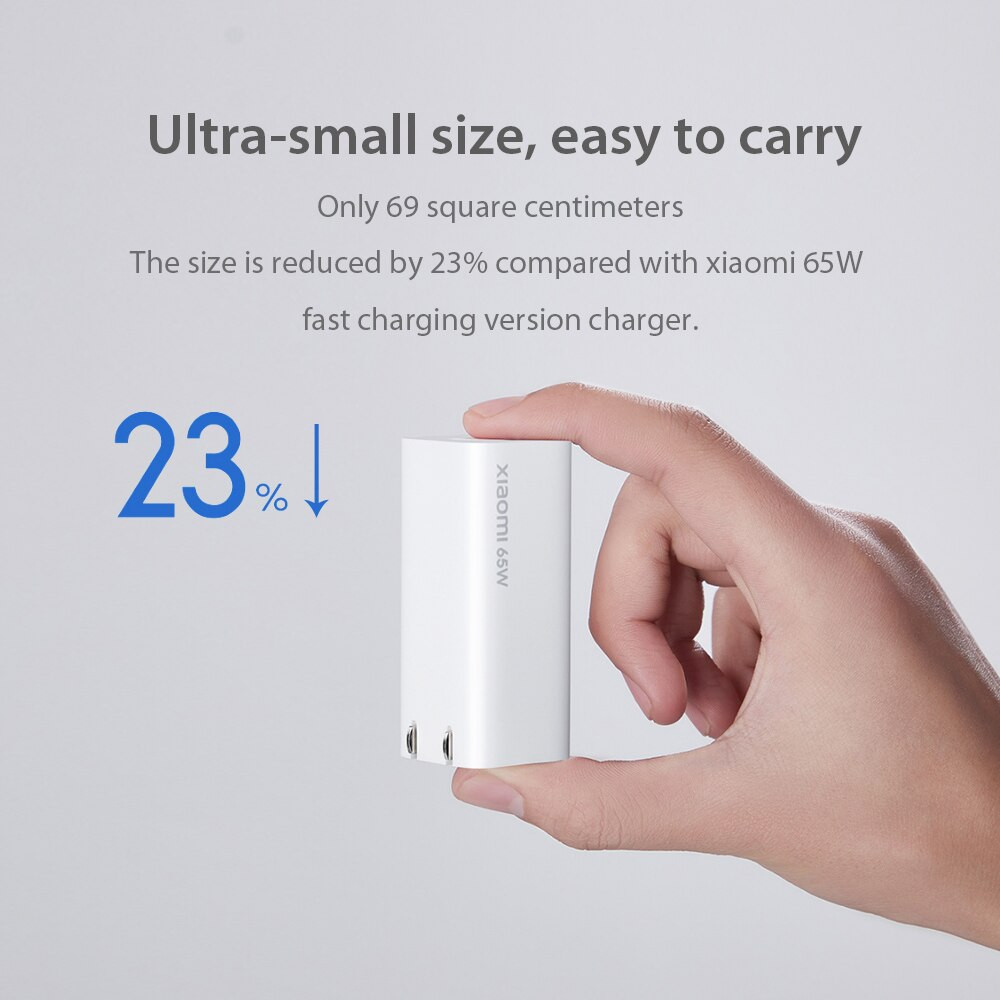 Ultra-small size, easy to carry
Only 69 square centimeters
The size is reduced by 23% compared with xiaomi 65W
fast charging version charger.
23%↓
xiaomi 65W